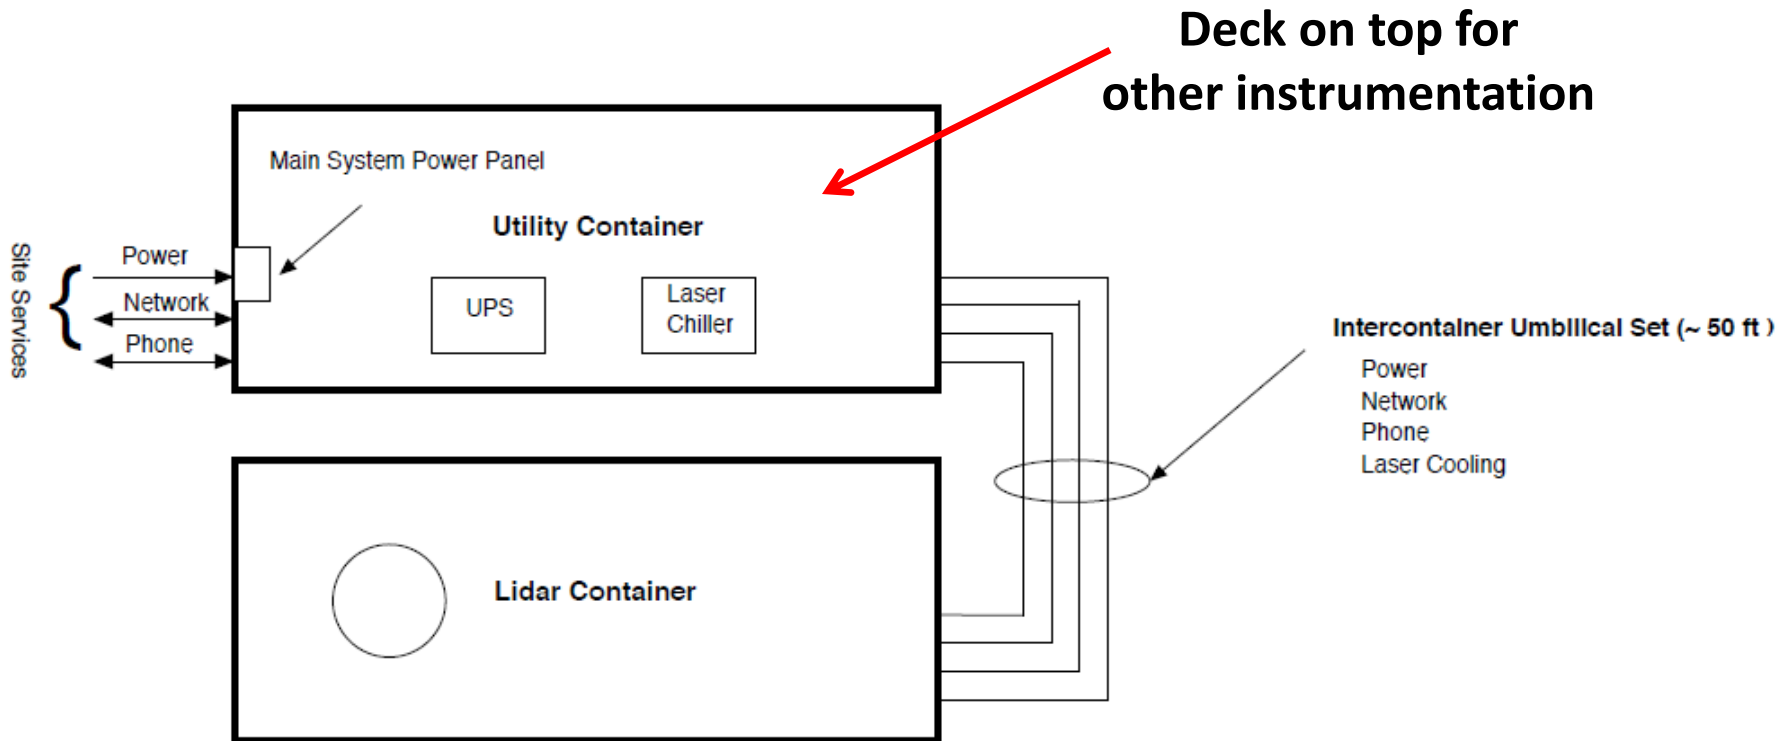 Deck on top for
other instrumentation
Main System Power Panel
Utility Container
Site Services
{
Power
Network
Phone
UPS
Laser
Chiller
Intercontainer Umbilical Set (~ 50 ft )
Power
Network
Phone
Laser Cooling
Lidar Container